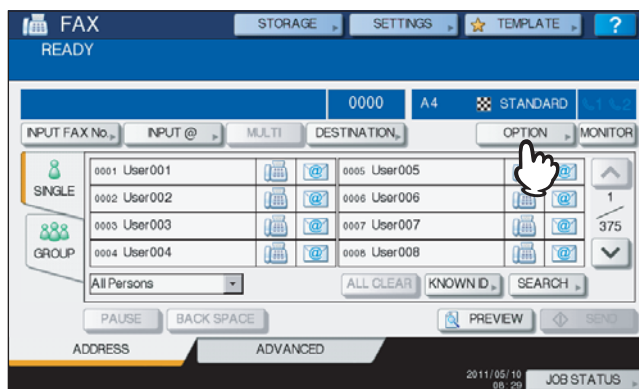 FAX STORAGE SETTINGS TEMPLATE ?
READY
0000 A4 STANDARD 1 2
INPUT FAX No. INPUT @ MULTI DESTINATION OPTION MONITOR
SINGLE
GROUP
0001 User001 @ 0005 User005 @
0002 User002 @ 0006 User006 @
0003 User003 @ 0007 User007 @
0004 User004 @ 0008 User008 @
1
375
All Persons ALL CLEAR KNOWN ID SEARCH
PAUSE BACK SPACE PREVIEW SEND
ADDRESS ADVANCED
2011/05/10
08:29 JOB STATUS